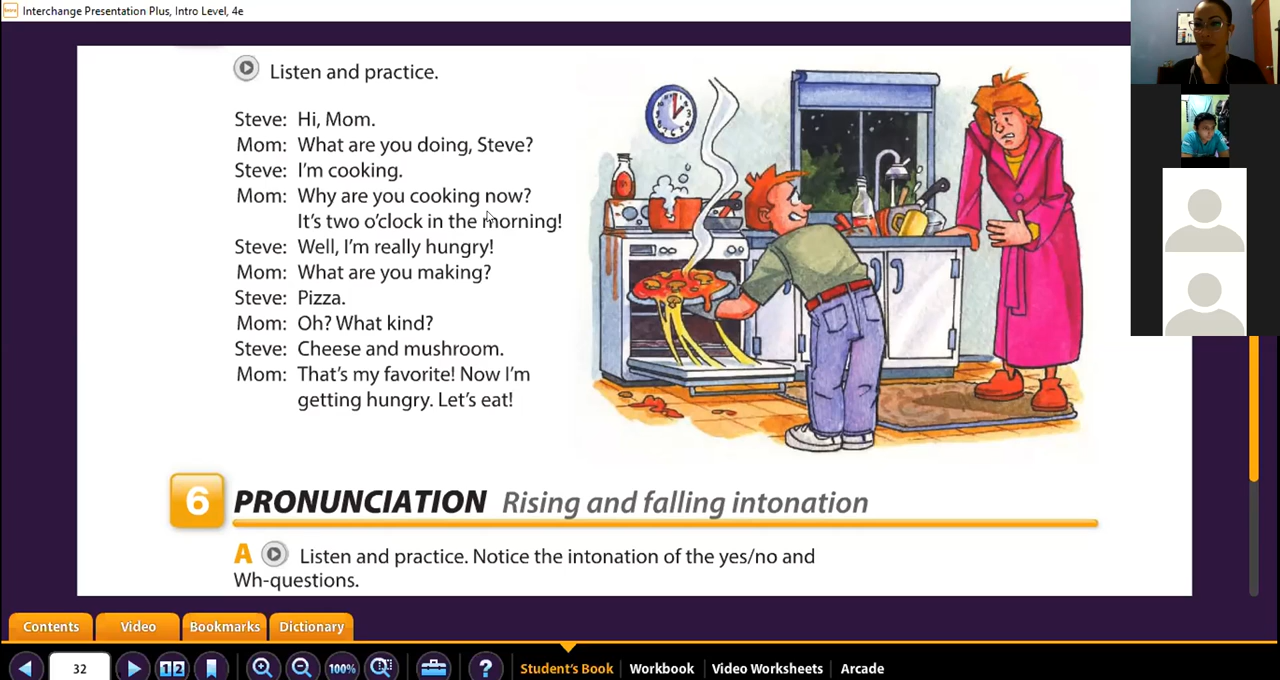 Interchange Presentation Plus, Intro Level, 4e
Listen and practice.
Steve: Hi, Mom.
Mom: What are you doing, Steve?
Steve: I'm cooking.
Mom: Why are you cooking now?
It's two o'clock in the morning!
Steve: Well, I'm really hungry!
Mom: What are you making?
Steve: Pizza.
Mom: Oh? What kind?
Steve: Cheese and mushroom.
Mom: That's my favorite! Now I'm
getting hungry. Let's eat!
6 PRONUNCIATION Rising and falling intonation
A Listen and practice. Notice the intonation of the yes/no and
Wh-questions.
Contents Video Bookmarks Dictionary
32 12 100% ? Student's Book Workbook Video Worksheets Arcade